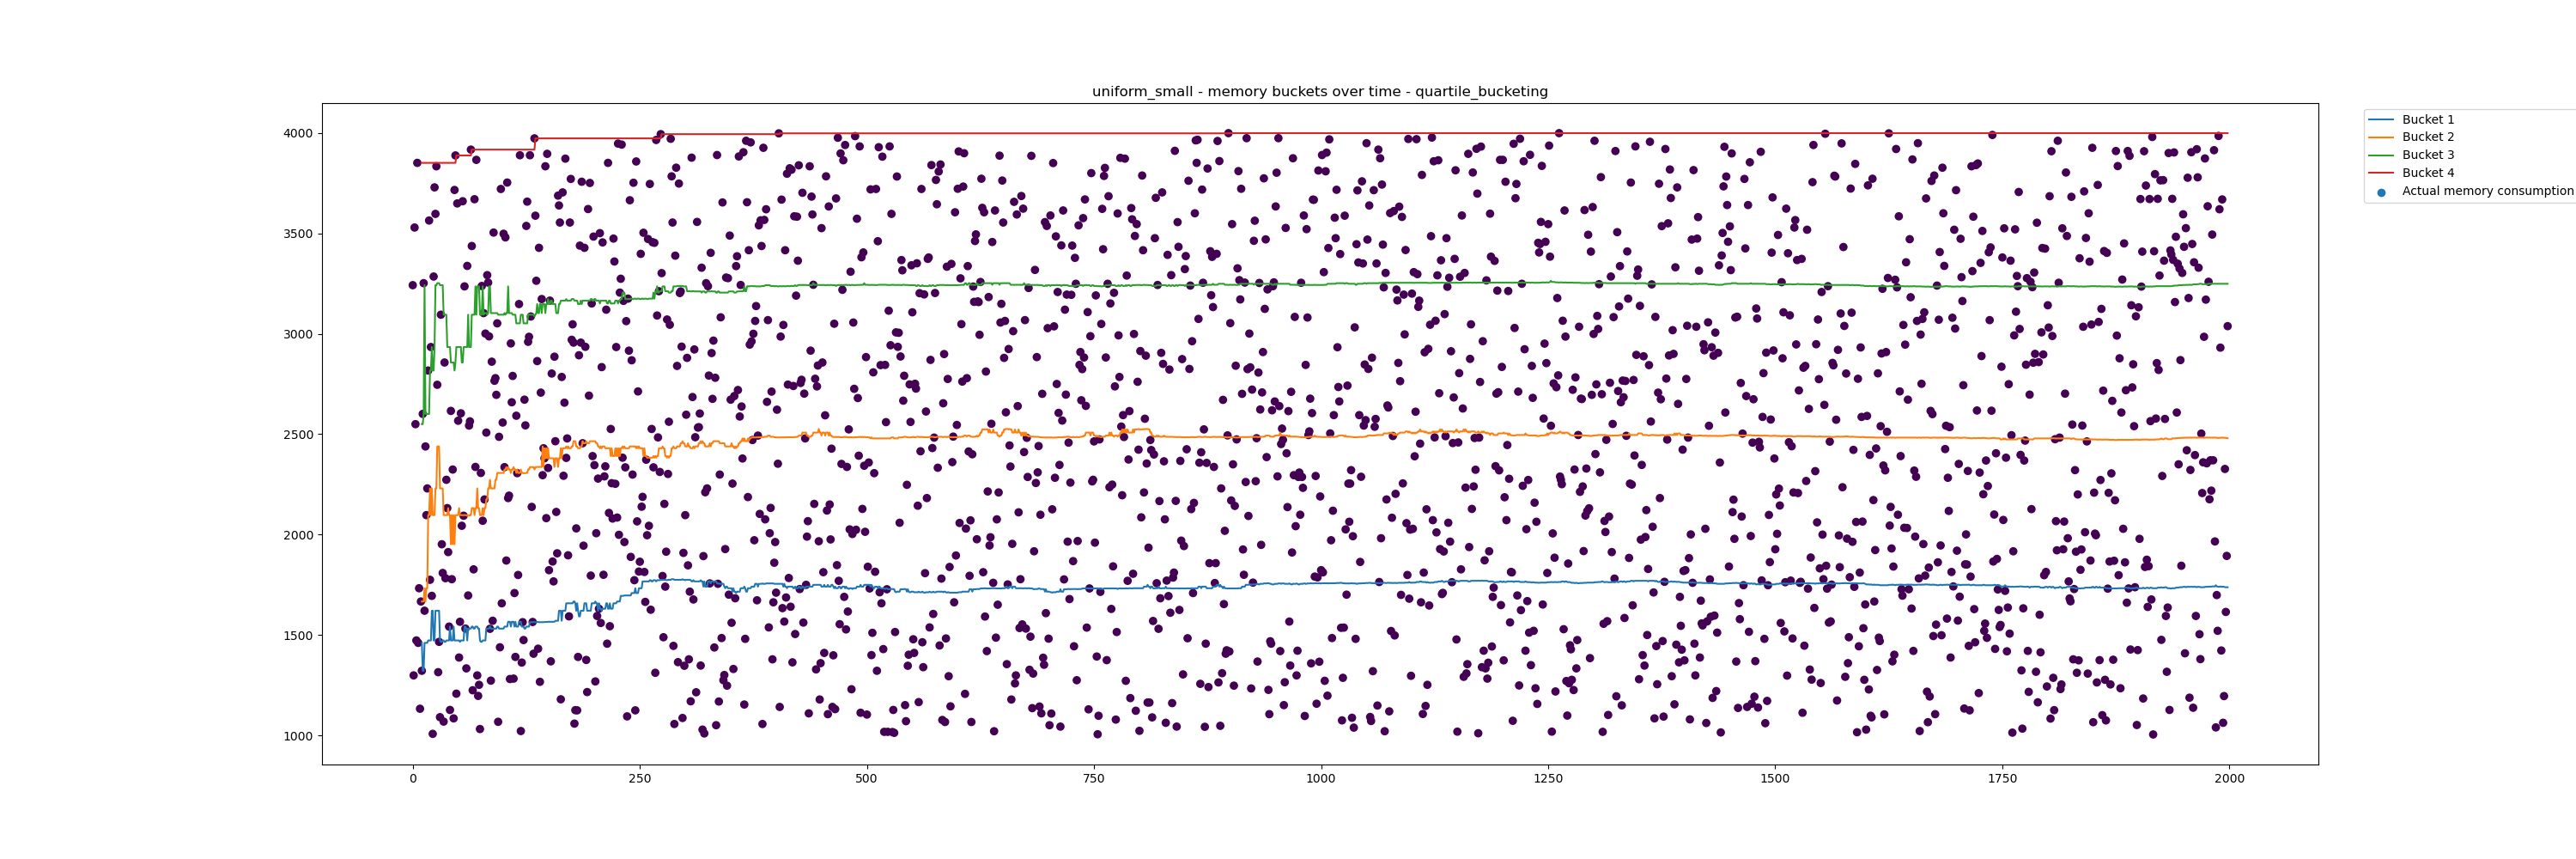 uniform_small - memory buckets over time - quartile_bucketing
4000
3500
3000
2500
2000
1500
1000
0 250 500 750 1000 1250 1500 1750 2000
Bucket 1
Bucket 2
Bucket 3
Bucket 4
Actual memory consumption